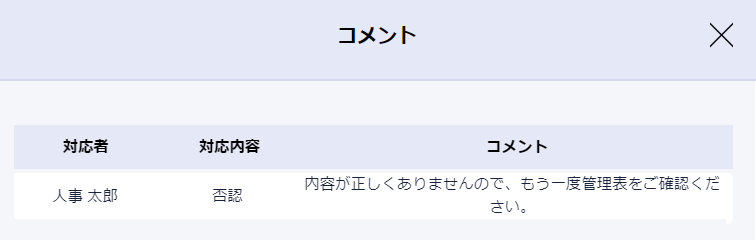 コメント
対応者 対応内容 コメント
人事 太郎 否認 内容が正しくありませんので、もう一度管理表をご確認くだ
さい。